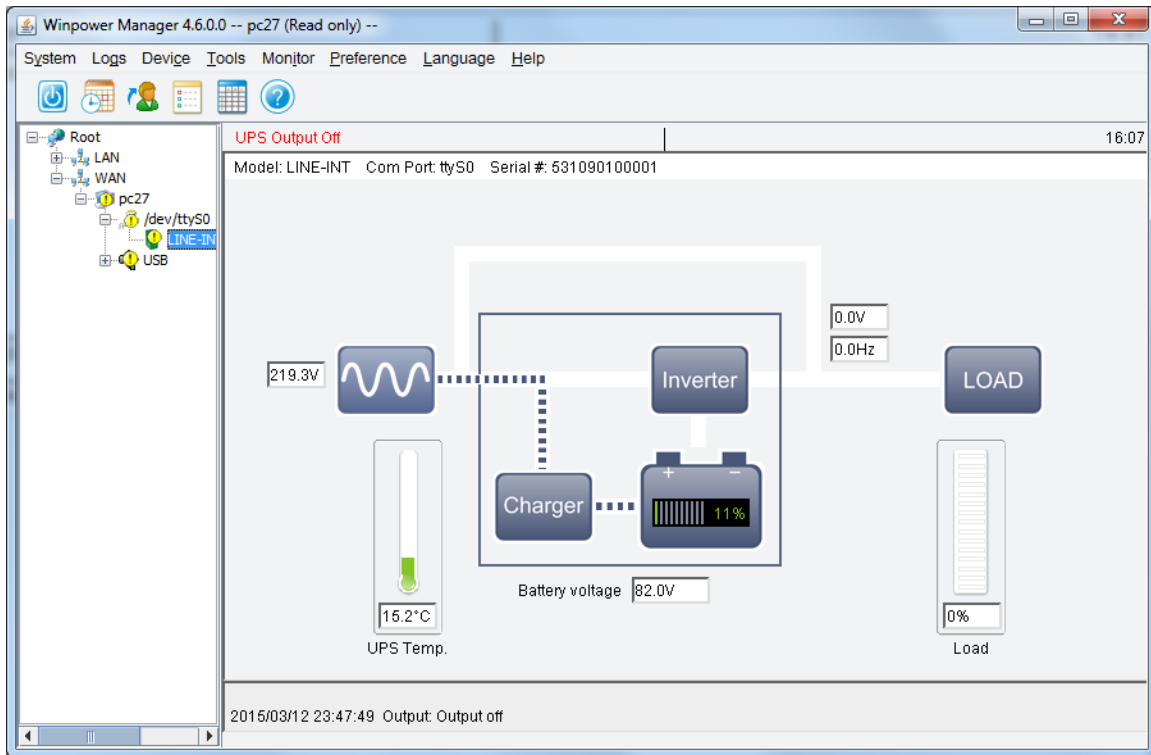 Winpower Manager 4.6.0.0 -- pc27 (Read only) --
System Logs Device Tools Monitor Preference Language Help
Root
LAN
WAN
pc27
/dev/ttyS0
LINE-IN
USB
UPS Output Off
16:07
Model: LINE-INT Com Port: ttyS0 Serial #: 531090100001
0.0V
0.0Hz
219.3V
Inverter
LOAD
Charger
+ −
11%
Battery voltage 82.0V
15.2°C
UPS Temp.
0%
Load
2015/03/12 23:47:49 Output: Output off